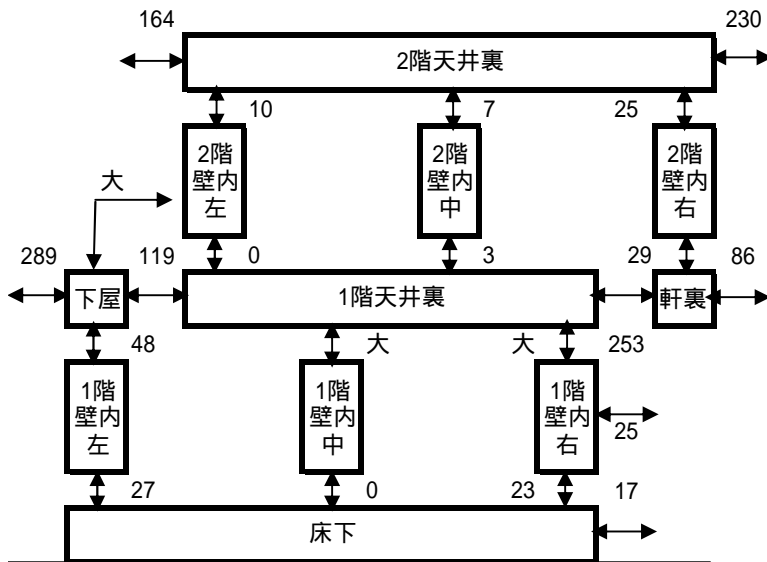 164
230
2階天井裏
10
7
25
2階
壁内
左
2階
壁内
中
2階
壁内
右
大
289
119
0
3
29
86
下屋
1階天井裏
軒裏
48
大
大
253
1階
壁内
左
1階
壁内
中
1階
壁内
右
25
27
0
23
17
床下